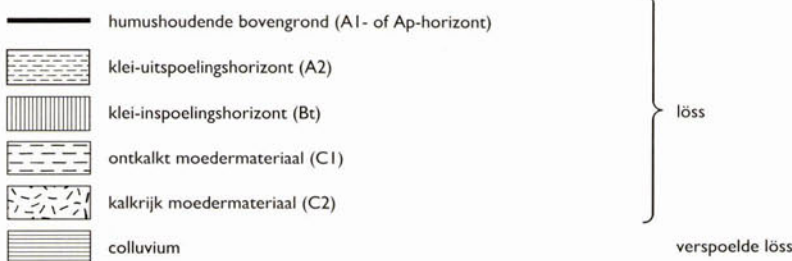 humushoudende bovengrond (A1- of Ap-horizont)
klei-uitspoelingshorizont (A2)
klei-inspoelingshorizont (Bt)
löss
ontkalkt moedermateriaal (C1)
kalkrijk moedermateriaal (C2)
colluvium
verspoelde löss